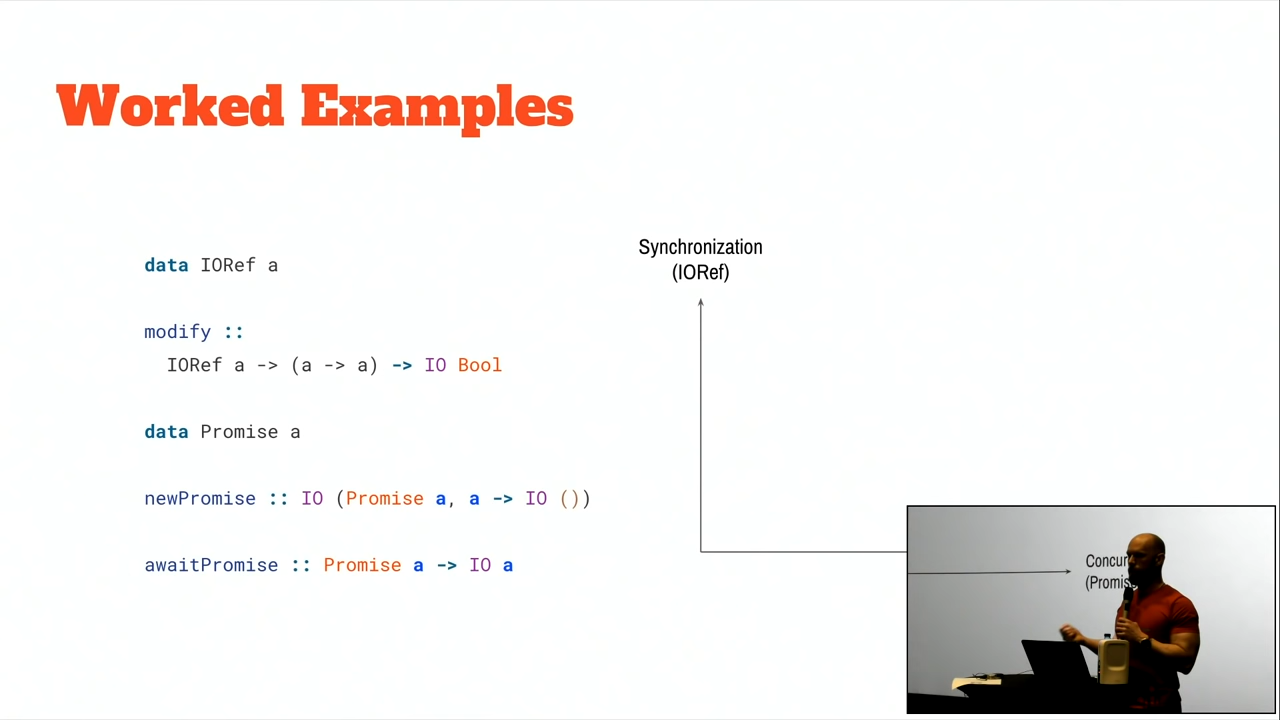 Worked Examples
data IORef a
modify ::
IORef a -> (a -> a) -> IO Bool
data Promise a
newPromise :: IO (Promise a, a -> IO ())
awaitPromise :: Promise a -> IO a
Synchronization
(IORef)